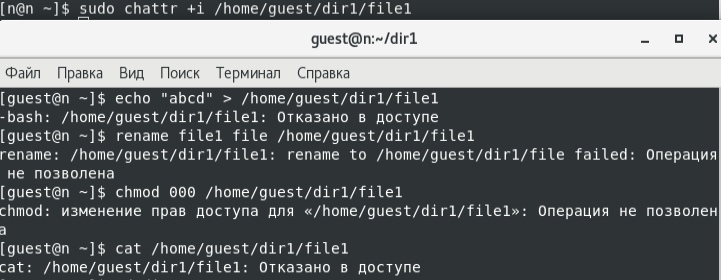 [n@n ~]$ sudo chattr +i /home/guest/dir1/file1
guest@n:~/dir1
Файл Правка Вид Поиск Терминал Справка
[guest@n ~]$ echo "abcd" > /home/guest/dir1/file1
-bash: /home/guest/dir1/file1: Отказано в доступе
[guest@n ~]$ rename file1 file /home/guest/dir1/file1
rename: /home/guest/dir1/file1: rename to /home/guest/dir1/file failed: Операция
не позволена
[guest@n ~]$ chmod 000 /home/guest/dir1/file1
chmod: изменение прав доступа для «/home/guest/dir1/file1»: Операция не позволен
а
[guest@n ~]$ cat /home/guest/dir1/file1
cat: /home/guest/dir1/file1: Отказано в доступе